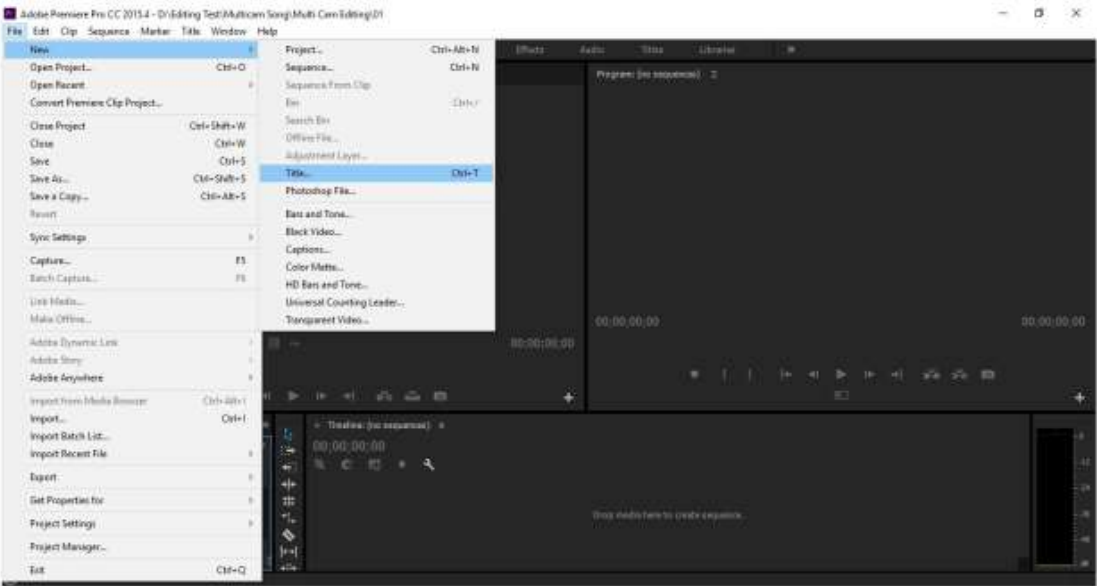 Adobe Premiere Pro CC 2015.4 - D:\Editing Test\Multicam Song\Multi Cam Editing\01
File Edit Clip Sequence Marker Title Window Help
New
Open Project... Ctrl+O
Open Recent
Convert Premiere Clip Project...
Close Project Ctrl+Shift+W
Close Ctrl+W
Save Ctrl+S
Save As... Ctrl+Shift+S
Save a Copy... Ctrl+Alt+S
Revert
Sync Settings
Capture... F5
Batch Capture... F6
Link Media...
Make Offline...
Adobe Dynamic Link
Adobe Story
Adobe Anywhere
Import from Media Browser Ctrl+Alt+I
Import... Ctrl+I
Import Batch List...
Import Recent File
Export
Get Properties for
Project Settings
Project Manager...
Exit Ctrl+Q
Project... Ctrl+Alt+N
Sequence... Ctrl+N
Sequence From Clip
Bin Ctrl+/
Search Bin
Offline File...
Adjustment Layer...
Title... Ctrl+T
Photoshop File...
Bars and Tone...
Black Video...
Captions...
Color Matte...
HD Bars and Tone...
Universal Counting Leader...
Transparent Video...
Effects Audio Titles Libraries
Program: (no sequences)
00;00;00;00 00;00;00;00
00;00;00;00
Timeline: (no sequences)
00;00;00;00
Drop media here to create sequence.